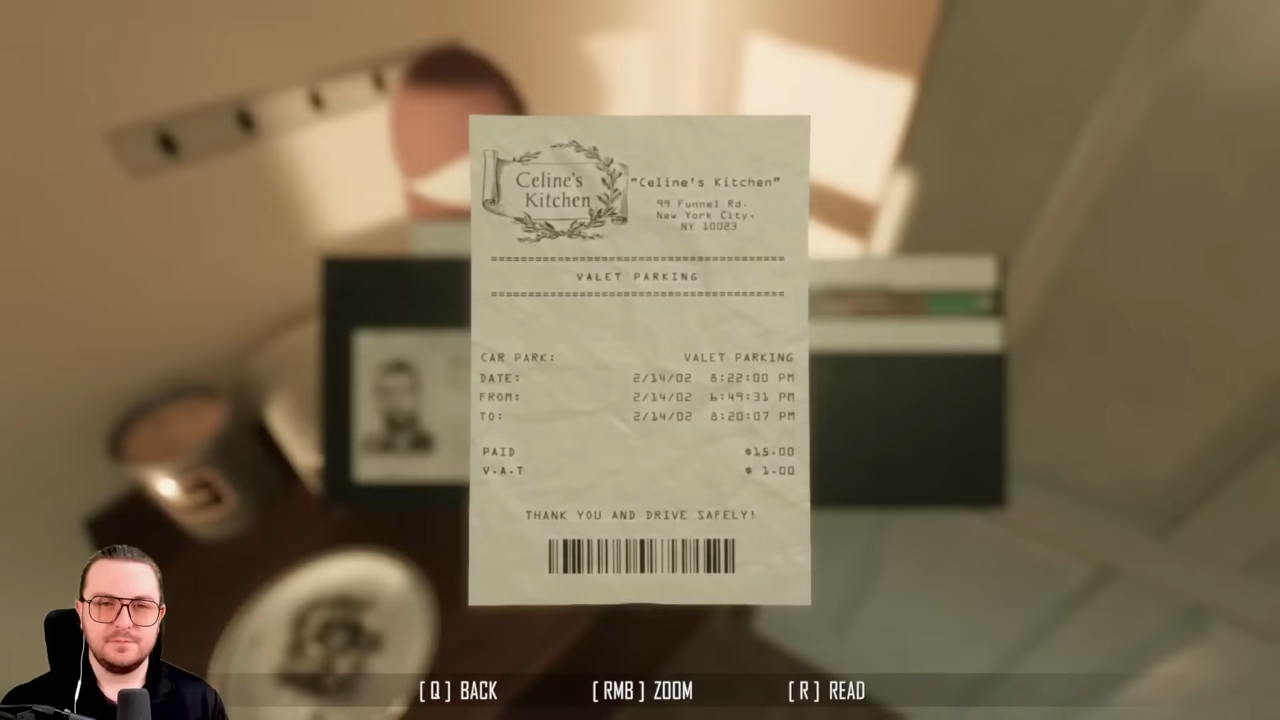 Celine's
Kitchen
"Celine's Kitchen"
99 Funnel Rd.
New York City,
NY 10023
=====================================
VALET PARKING
=====================================
CAR PARK: VALET PARKING
DATE: 2/14/02 8:22:00 PM
FROM: 2/14/02 6:49:31 PM
TO: 2/14/02 8:20:07 PM
PAID $15.00
V.A.T $ 1.00
THANK YOU AND DRIVE SAFELY!
[ Q ] BACK [ RMB ] ZOOM [ R ] READ